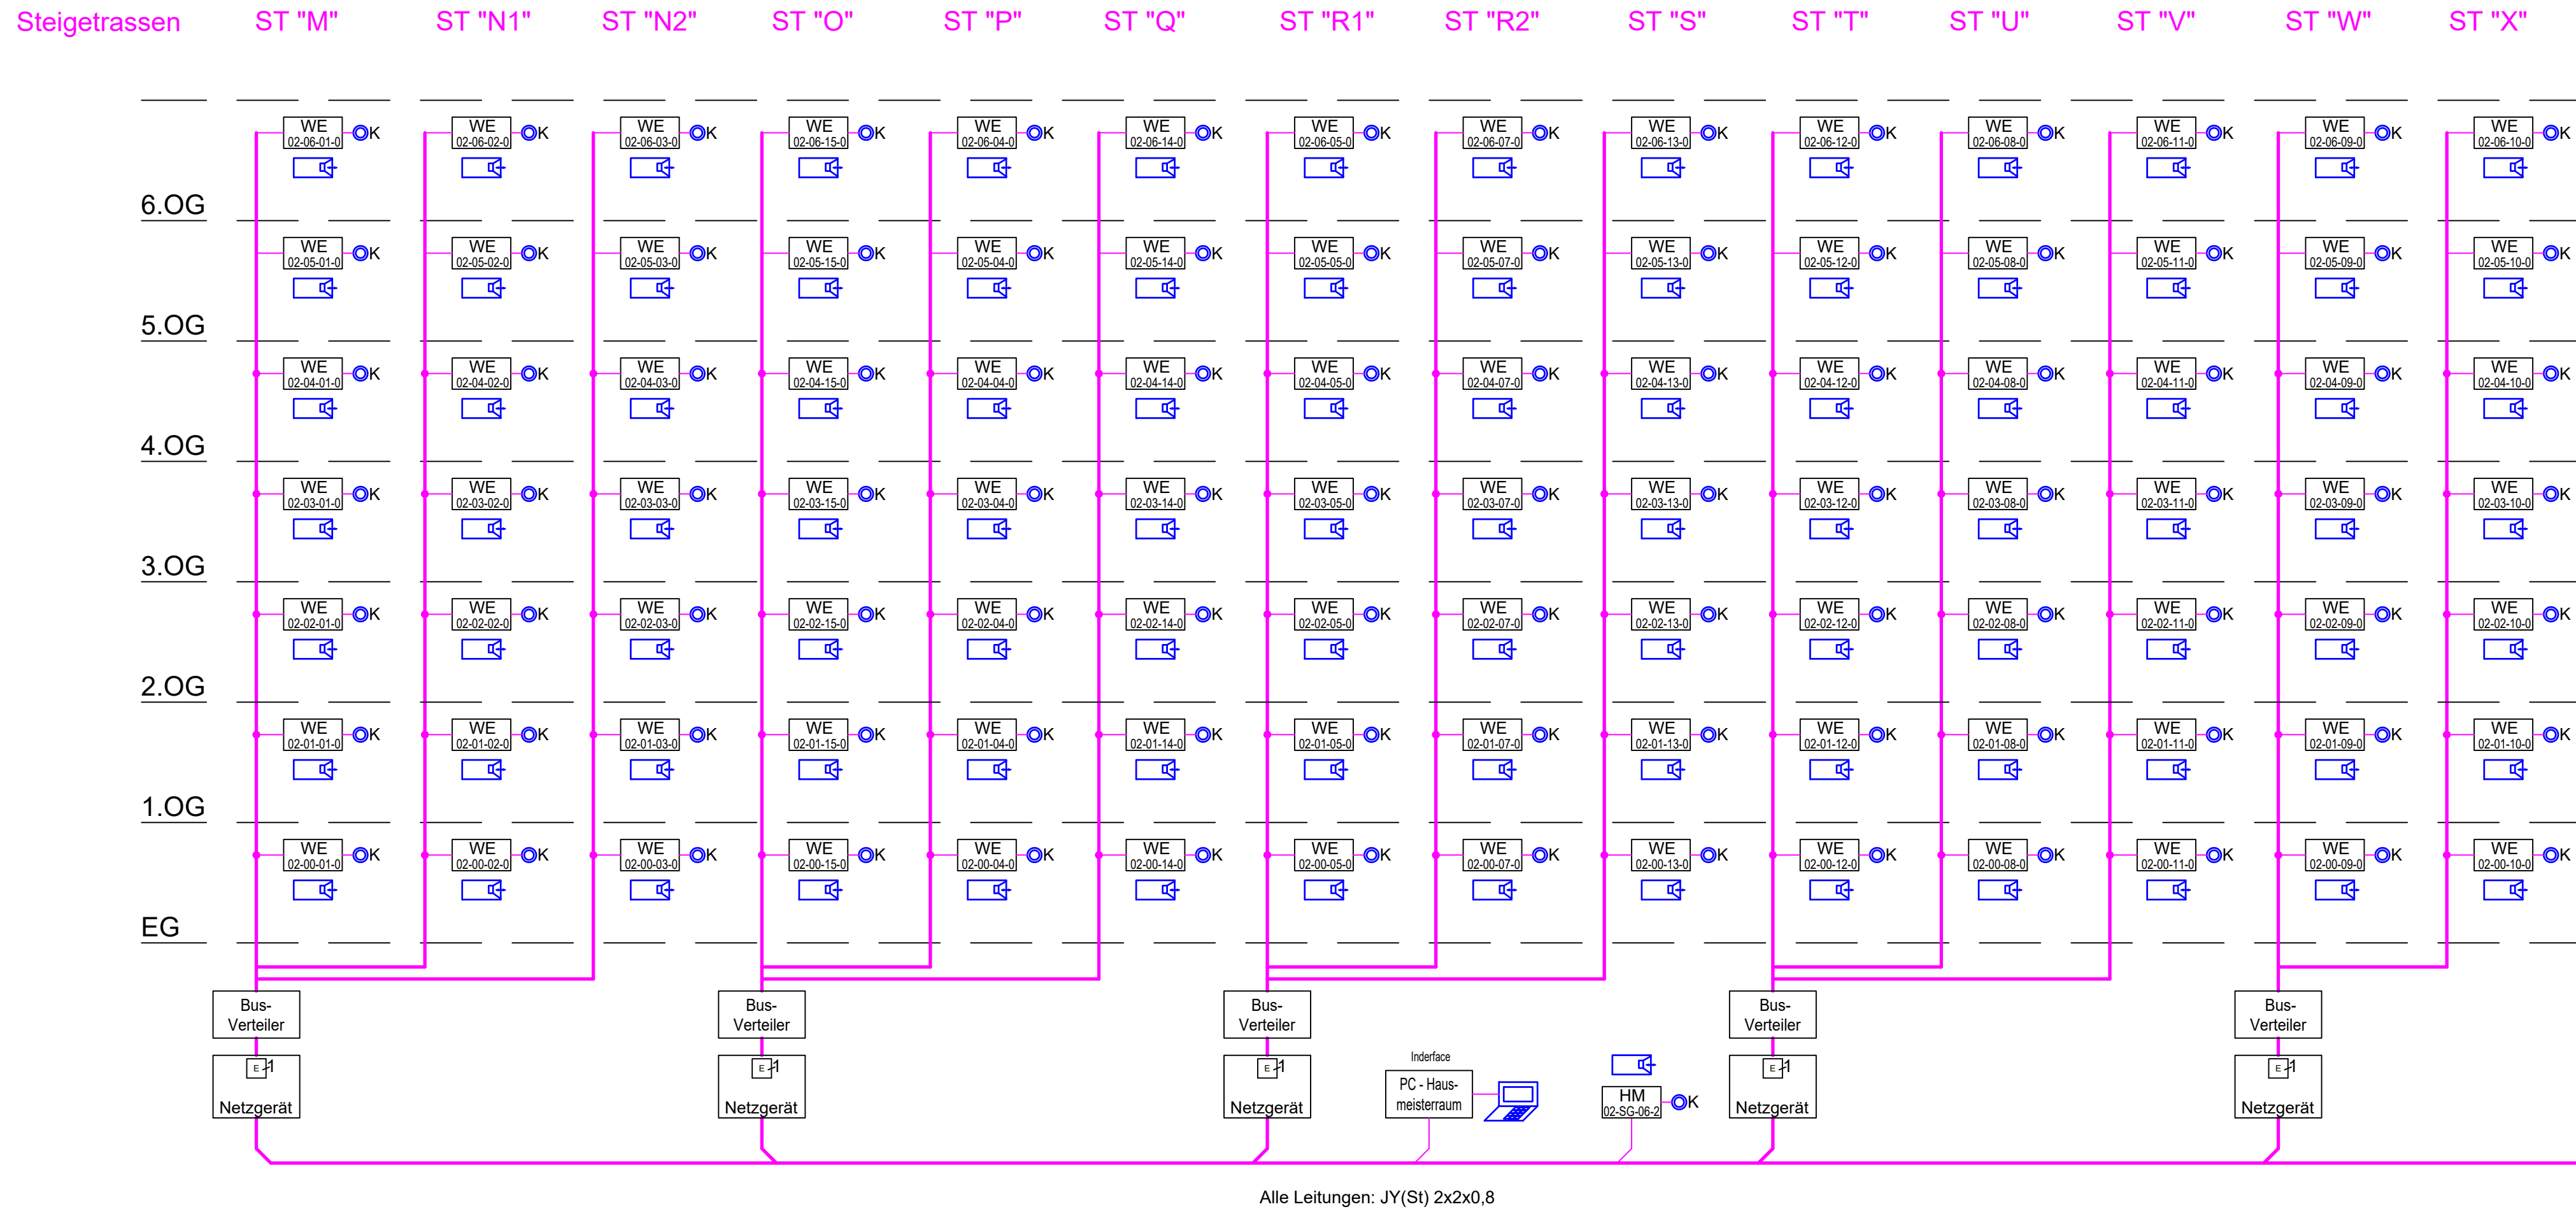 Steigetrassen ST "M" ST "N1" ST "N2" ST "O" ST "P" ST "Q" ST "R1" ST "R2" ST "S" ST "T" ST "U" ST "V" ST "W" ST "X"
WE K WE K WE K WE K WE K WE K WE K WE K WE K WE K WE K WE K WE K WE K
02-06-01-0 02-06-02-0 02-06-03-0 02-06-15-0 02-06-04-0 02-06-14-0 02-06-05-0 02-06-07-0 02-06-13-0 02-06-12-0 02-06-08-0 02-06-11-0 02-06-09-0 02-06-10-0
6.OG
WE K WE K WE K WE K WE K WE K WE K WE K WE K WE K WE K WE K WE K WE K
02-05-01-0 02-05-02-0 02-05-03-0 02-05-15-0 02-05-04-0 02-05-14-0 02-05-05-0 02-05-07-0 02-05-13-0 02-05-12-0 02-05-08-0 02-05-11-0 02-05-09-0 02-05-10-0
5.OG
WE K WE K WE K WE K WE K WE K WE K WE K WE K WE K WE K WE K WE K WE K
02-04-01-0 02-04-02-0 02-04-03-0 02-04-15-0 02-04-04-0 02-04-14-0 02-04-05-0 02-04-07-0 02-04-13-0 02-04-12-0 02-04-08-0 02-04-11-0 02-04-09-0 02-04-10-0
4.OG
WE K WE K WE K WE K WE K WE K WE K WE K WE K WE K WE K WE K WE K WE K
02-03-01-0 02-03-02-0 02-03-03-0 02-03-15-0 02-03-04-0 02-03-14-0 02-03-05-0 02-03-07-0 02-03-13-0 02-03-12-0 02-03-08-0 02-03-11-0 02-03-09-0 02-03-10-0
3.OG
WE K WE K WE K WE K WE K WE K WE K WE K WE K WE K WE K WE K WE K WE K
02-02-01-0 02-02-02-0 02-02-03-0 02-02-15-0 02-02-04-0 02-02-14-0 02-02-05-0 02-02-07-0 02-02-13-0 02-02-12-0 02-02-08-0 02-02-11-0 02-02-09-0 02-02-10-0
2.OG
WE K WE K WE K WE K WE K WE K WE K WE K WE K WE K WE K WE K WE K WE K
02-01-01-0 02-01-02-0 02-01-03-0 02-01-15-0 02-01-04-0 02-01-14-0 02-01-05-0 02-01-07-0 02-01-13-0 02-01-12-0 02-01-08-0 02-01-11-0 02-01-09-0 02-01-10-0
1.OG
WE K WE K WE K WE K WE K WE K WE K WE K WE K WE K WE K WE K WE K WE K
02-00-01-0 02-00-02-0 02-00-03-0 02-00-15-0 02-00-04-0 02-00-14-0 02-00-05-0 02-00-07-0 02-00-13-0 02-00-12-0 02-00-08-0 02-00-11-0 02-00-09-0 02-00-10-0
EG
Bus- Bus- Bus- Bus- Bus-
Verteiler Verteiler Verteiler Verteiler Verteiler
Inderface
E 1 E 1 E 1 E 1 E 1
PC - Haus-
meisterraum
HM K
02-SG-06-2
Netzgerät Netzgerät Netzgerät Netzgerät Netzgerät
Alle Leitungen: JY(St) 2x2x0,8